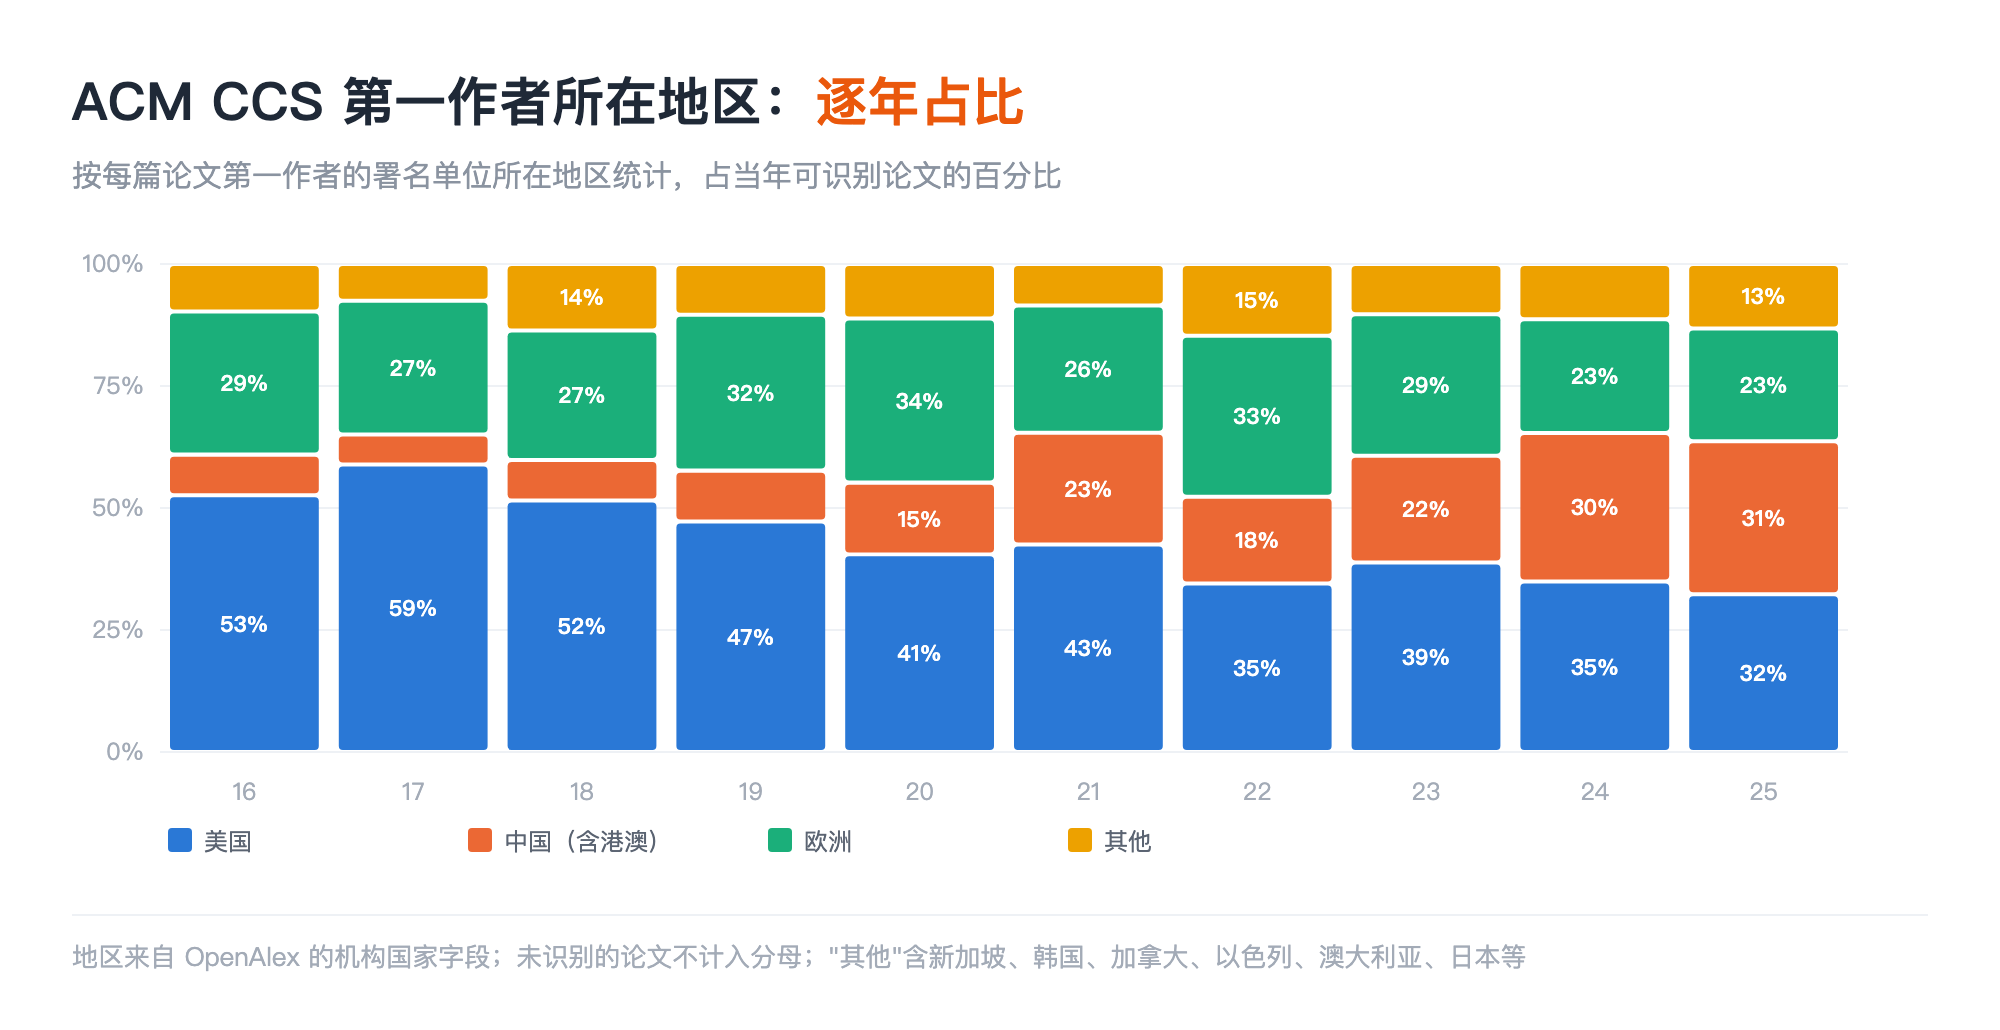 ACM CCS 第一作者所在地区：逐年占比
按每篇论文第一作者的署名单位所在地区统计，占当年可识别论文的百分比
100%
75%
50%
25%
0%
53% 29%
59% 27%
52% 27% 14%
47% 32%
41% 15% 34%
43% 23% 26%
35% 18% 33% 15%
39% 22% 29%
35% 30% 23%
32% 31% 23% 13%
16 17 18 19 20 21 22 23 24 25
美国 中国（含港澳） 欧洲 其他
地区来自 OpenAlex 的机构国家字段；未识别的论文不计入分母；"其他"含新加坡、韩国、加拿大、以色列、澳大利亚、日本等